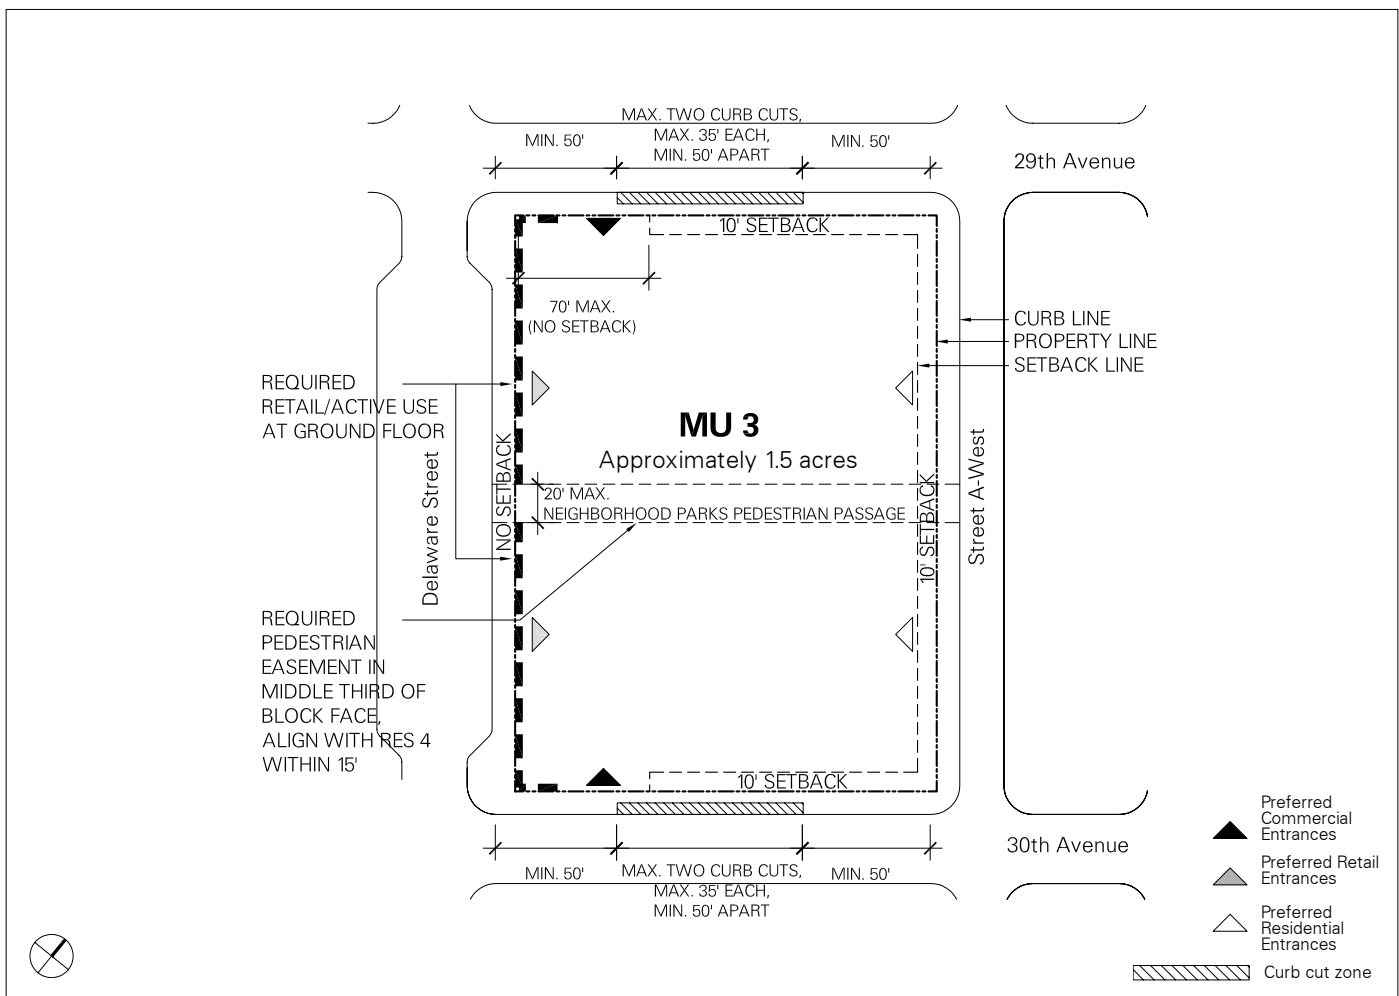 MAX. TWO CURB CUTS,
MAX. 35' EACH,
MIN. 50' APART
MIN. 50'
MIN. 50'
29th Avenue
10' SETBACK
70' MAX.
(NO SETBACK)
CURB LINE
PROPERTY LINE
SETBACK LINE
REQUIRED
RETAIL/ACTIVE USE
AT GROUND FLOOR
MU 3
Approximately 1.5 acres
Delaware Street
NO SETBACK
20' MAX.
NEIGHBORHOOD PARKS PEDESTRIAN PASSAGE
10' SETBACK
Street A-West
REQUIRED
PEDESTRIAN
EASEMENT IN
MIDDLE THIRD OF
BLOCK FACE,
ALIGN WITH RES 4
WITHIN 15'
10' SETBACK
30th Avenue
MIN. 50'
MAX. TWO CURB CUTS,
MAX. 35' EACH,
MIN. 50' APART
MIN. 50'
Preferred
Commercial
Entrances
Preferred Retail
Entrances
Preferred
Residential
Entrances
Curb cut zone